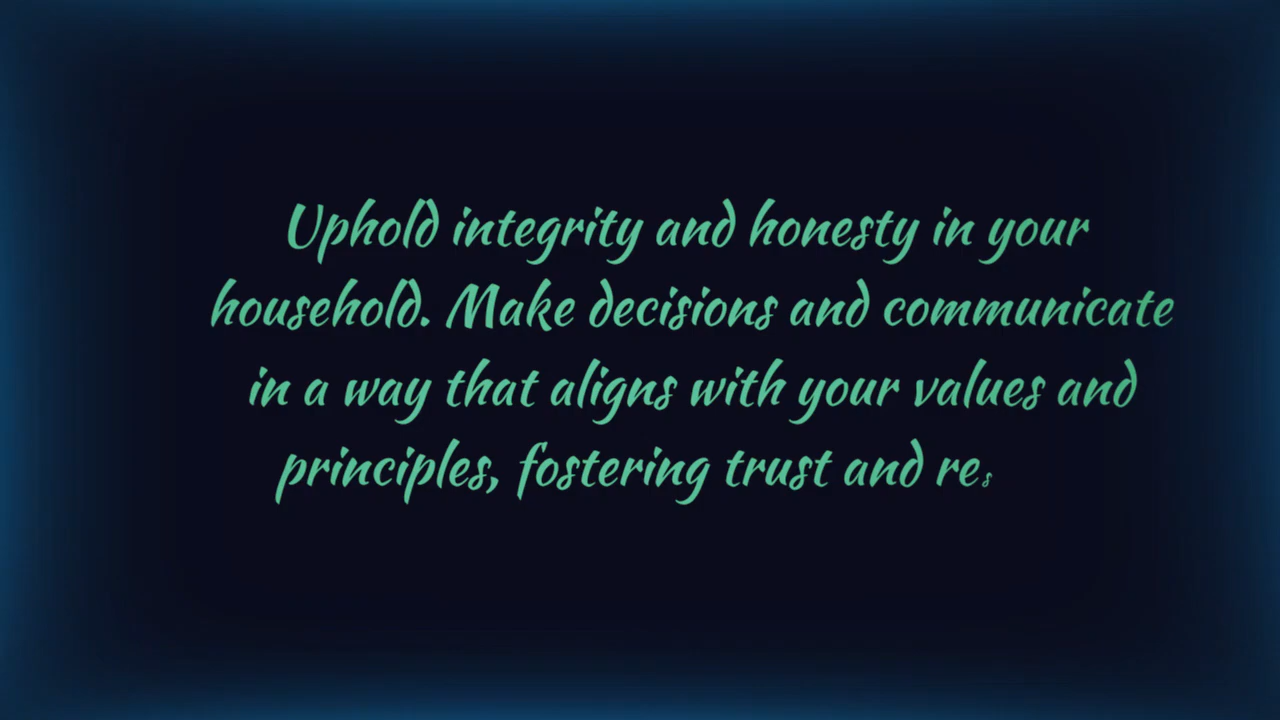 Uphold integrity and honesty in your
household. Make decisions and communicate
in a way that aligns with your values and
principles, fostering trust and res